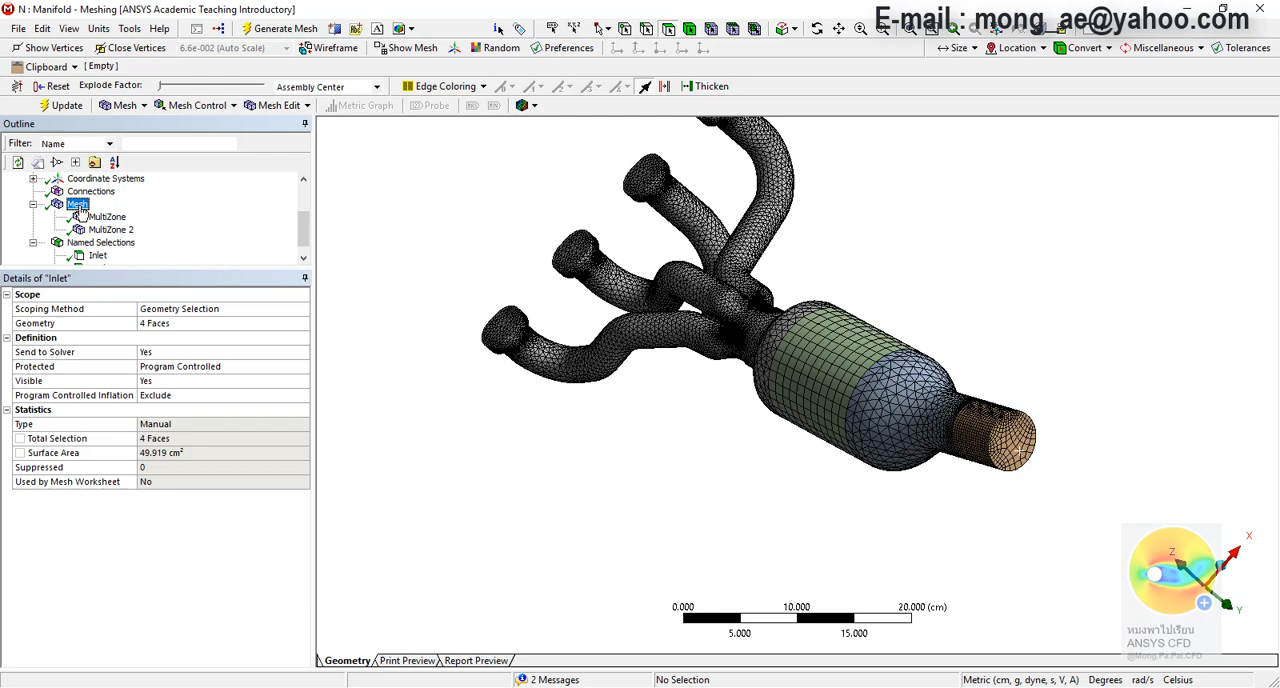 N : Manifold - Meshing [ANSYS Academic Teaching Introductory]
E-mail : mong_ae@yahoo.com
File Edit View Units Tools Help Generate Mesh
Show Vertices Close Vertices 6.6e-002 (Auto Scale) Wireframe Show Mesh Random Preferences Size Location Convert Miscellaneous Tolerances
Clipboard [ Empty ]
Reset Explode Factor: Assembly Center Edge Coloring Thicken
Update Mesh Mesh Control Mesh Edit Metric Graph Probe
Outline
Filter: Name
Coordinate Systems
Connections
Mesh
MultiZone
MultiZone 2
Named Selections
Inlet
Details of "Inlet"
Scope
Scoping Method Geometry Selection
Geometry 4 Faces
Definition
Send to Solver Yes
Protected Program Controlled
Visible Yes
Program Controlled Inflation Exclude
Statistics
Type Manual
Total Selection 4 Faces
Surface Area 49.919 cm²
Suppressed 0
Used by Mesh Worksheet No
X
Z
Y
0.000 10.000 20.000 (cm)
5.000 15.000
หมงพาไปเรียน
ANSYS CFD
@Mong.Pa.Pai.CFD
Geometry Print Preview Report Preview
2 Messages No Selection Metric (cm, g, dyne, s, V, A) Degrees rad/s Celsius